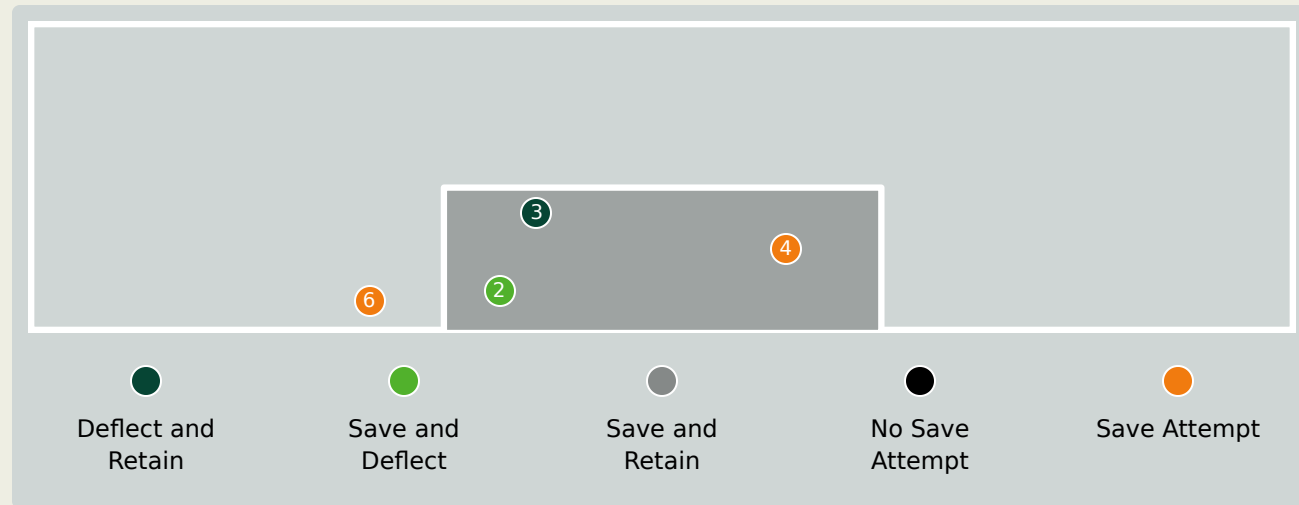 3
4
2
6
Deflect and
Retain
Save and
Deflect
Save and
Retain
No Save
Attempt
Save Attempt